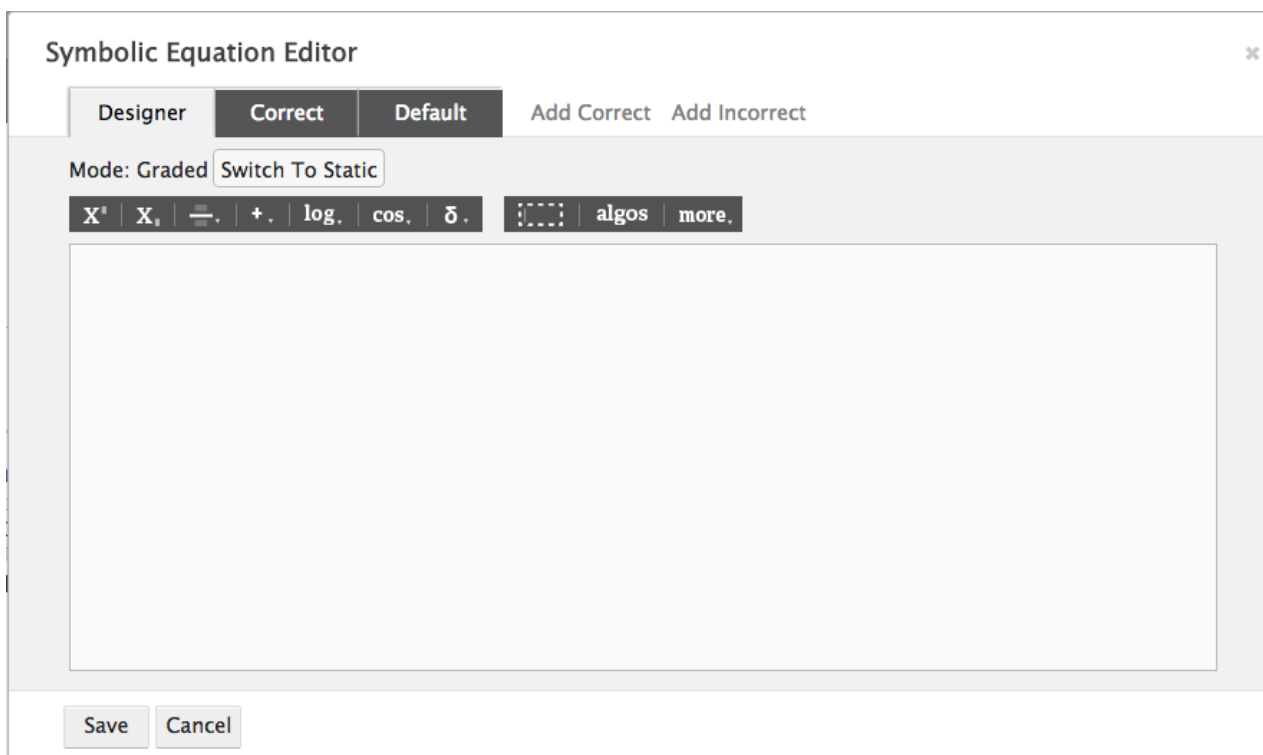 Symbolic Equation Editor
Designer Correct Default Add Correct Add Incorrect
Mode: Graded Switch To Static
X X + log cos δ algos more
Save Cancel